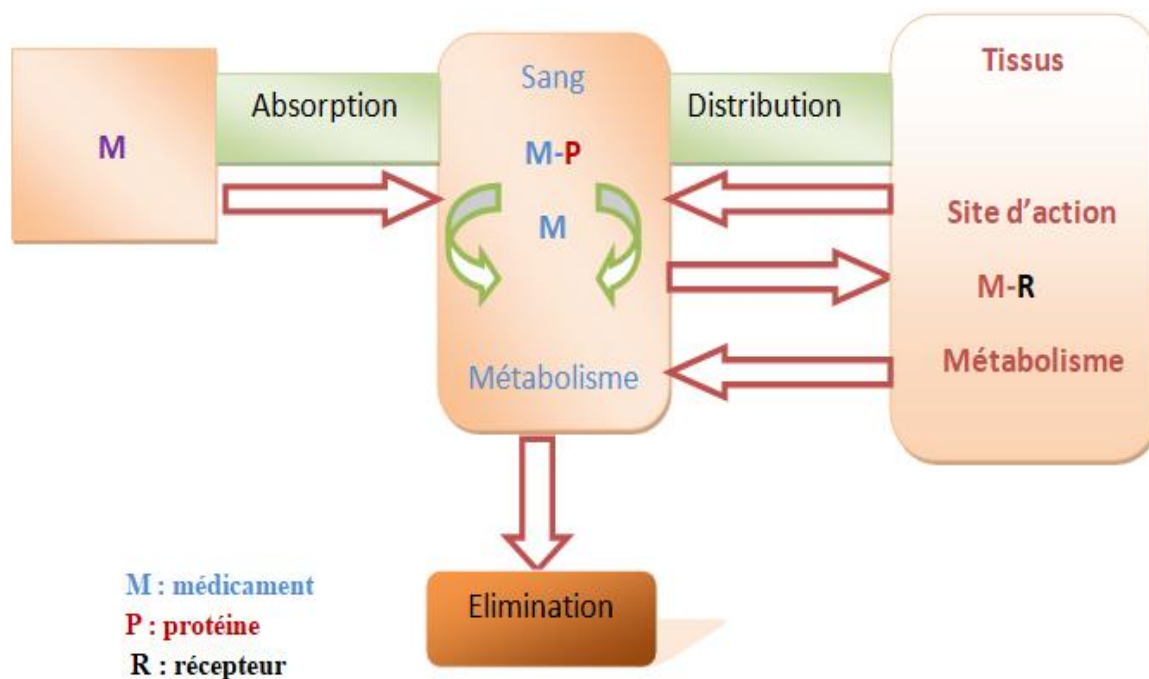 M
Absorption
Sang
M-P
M
Métabolisme
Distribution
Tissus
Site d’action
M-R
Métabolisme
Elimination
M : médicament
P : protéine
R : récepteur